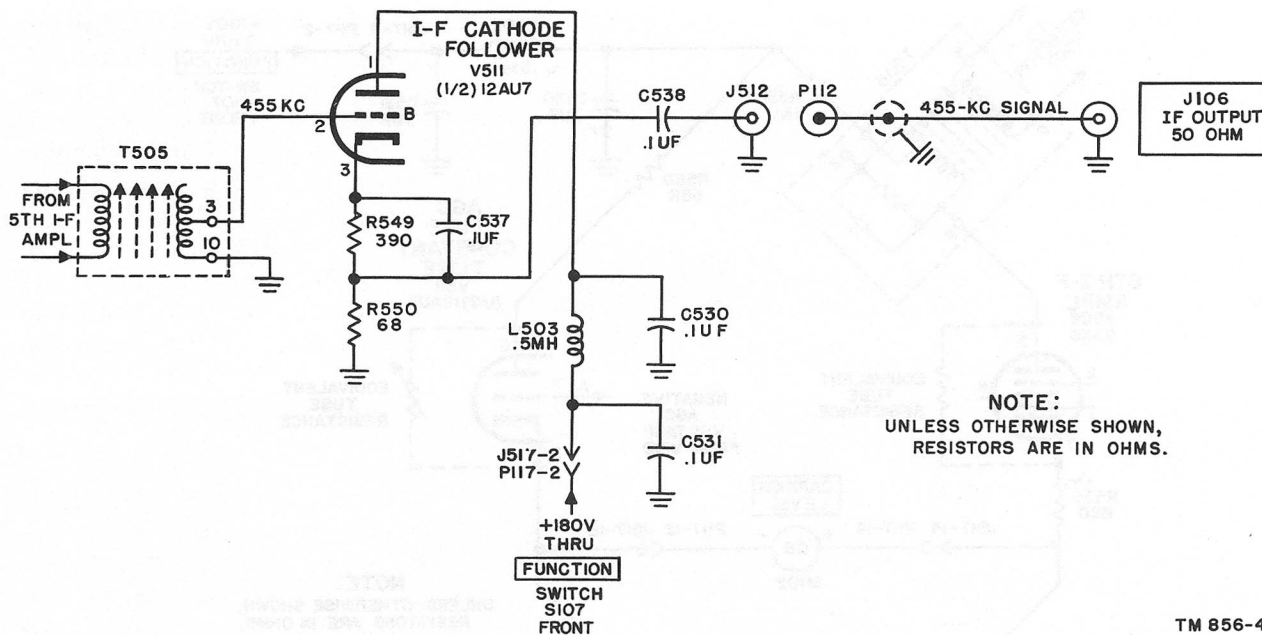 I-F CATHODE
FOLLOWER
V511
(1/2) 12AU7
1
455KC
2
B
3
T505
FROM
5TH I-F
AMPL
3
10
R549
390
C537
.1UF
R550
68
C538
.1UF
J512
P112
455-KC SIGNAL
J106
IF OUTPUT
50 OHM
L503
.5MH
C530
.1UF
C531
.1UF
J517-2
P117-2
+180V
THRU
FUNCTION
SWITCH
S107
FRONT
NOTE:
UNLESS OTHERWISE SHOWN,
RESISTORS ARE IN OHMS.
TM 856-4